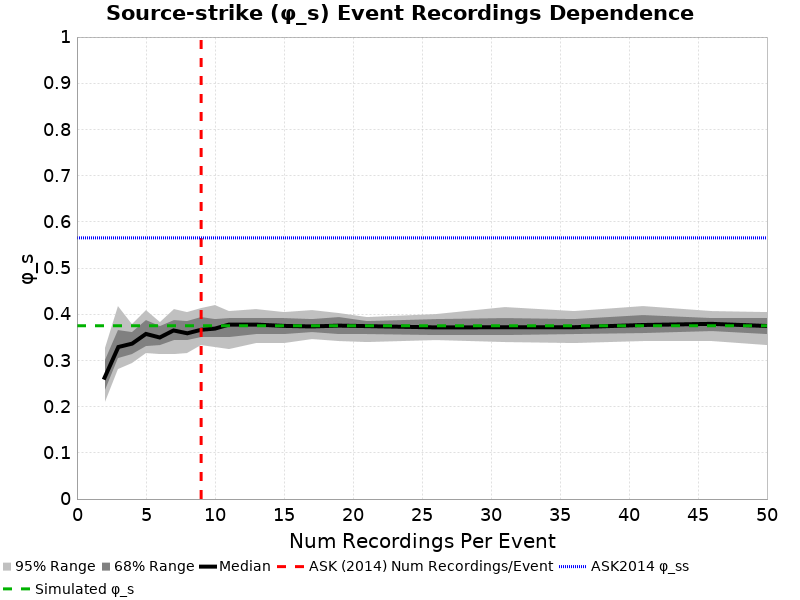 Source-strike (φ_s) Event Recordings Dependence
1
0.9
0.8
0.7
0.6
0.5
0.4
0.3
0.2
0.1
0
φ_s
0 5 10 15 20 25 30 35 40 45 50
Num Recordings Per Event
95% Range 68% Range Median ASK (2014) Num Recordings/Event ASK2014 φ_ss
Simulated φ_s